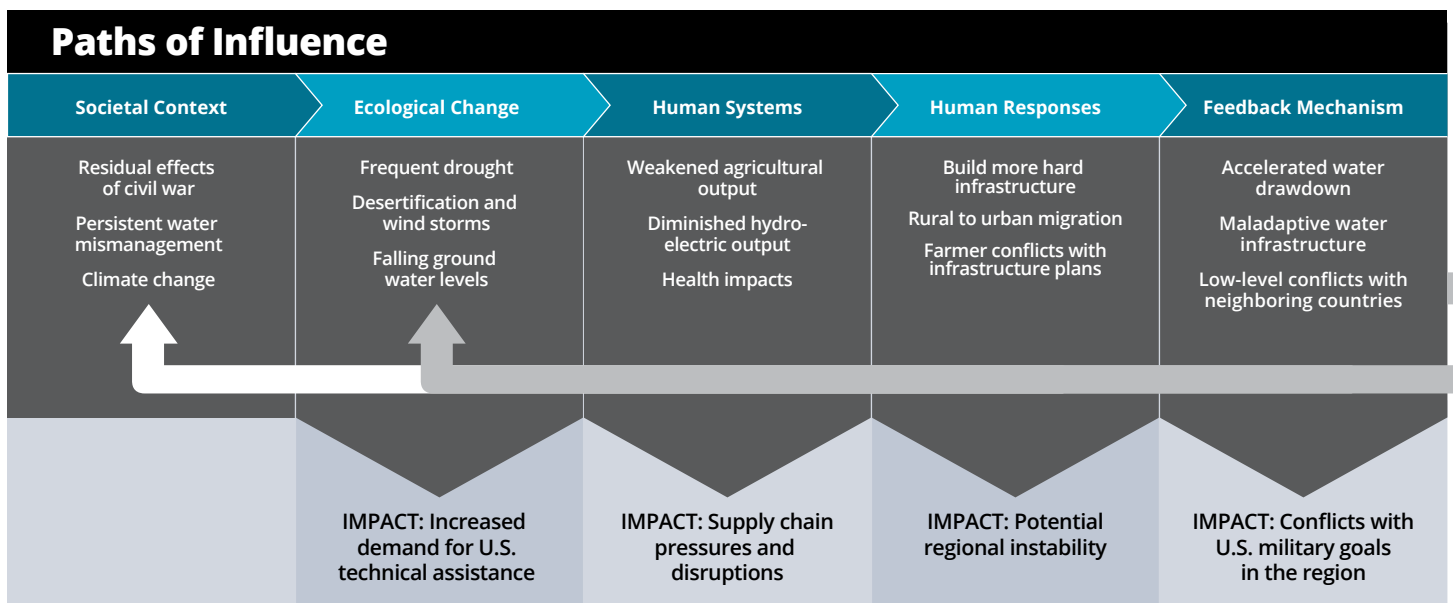 Paths of Influence
Societal Context
Ecological Change
Human Systems
Human Responses
Feedback Mechanism
Residual effects
of civil war
Persistent water
mismanagement
Climate change
Frequent drought
Desertification and
wind storms
Falling ground
water levels
Weakened agricultural
output
Diminished hydro-
electric output
Health impacts
Build more hard
infrastructure
Rural to urban migration
Farmer conflicts with
infrastructure plans
Accelerated water
drawdown
Maladaptive water
infrastructure
Low-level conflicts with
neighboring countries
IMPACT: Increased
demand for U.S.
technical assistance
IMPACT: Supply chain
pressures and
disruptions
IMPACT: Potential
regional instability
IMPACT: Conflicts with
U.S. military goals
in the region